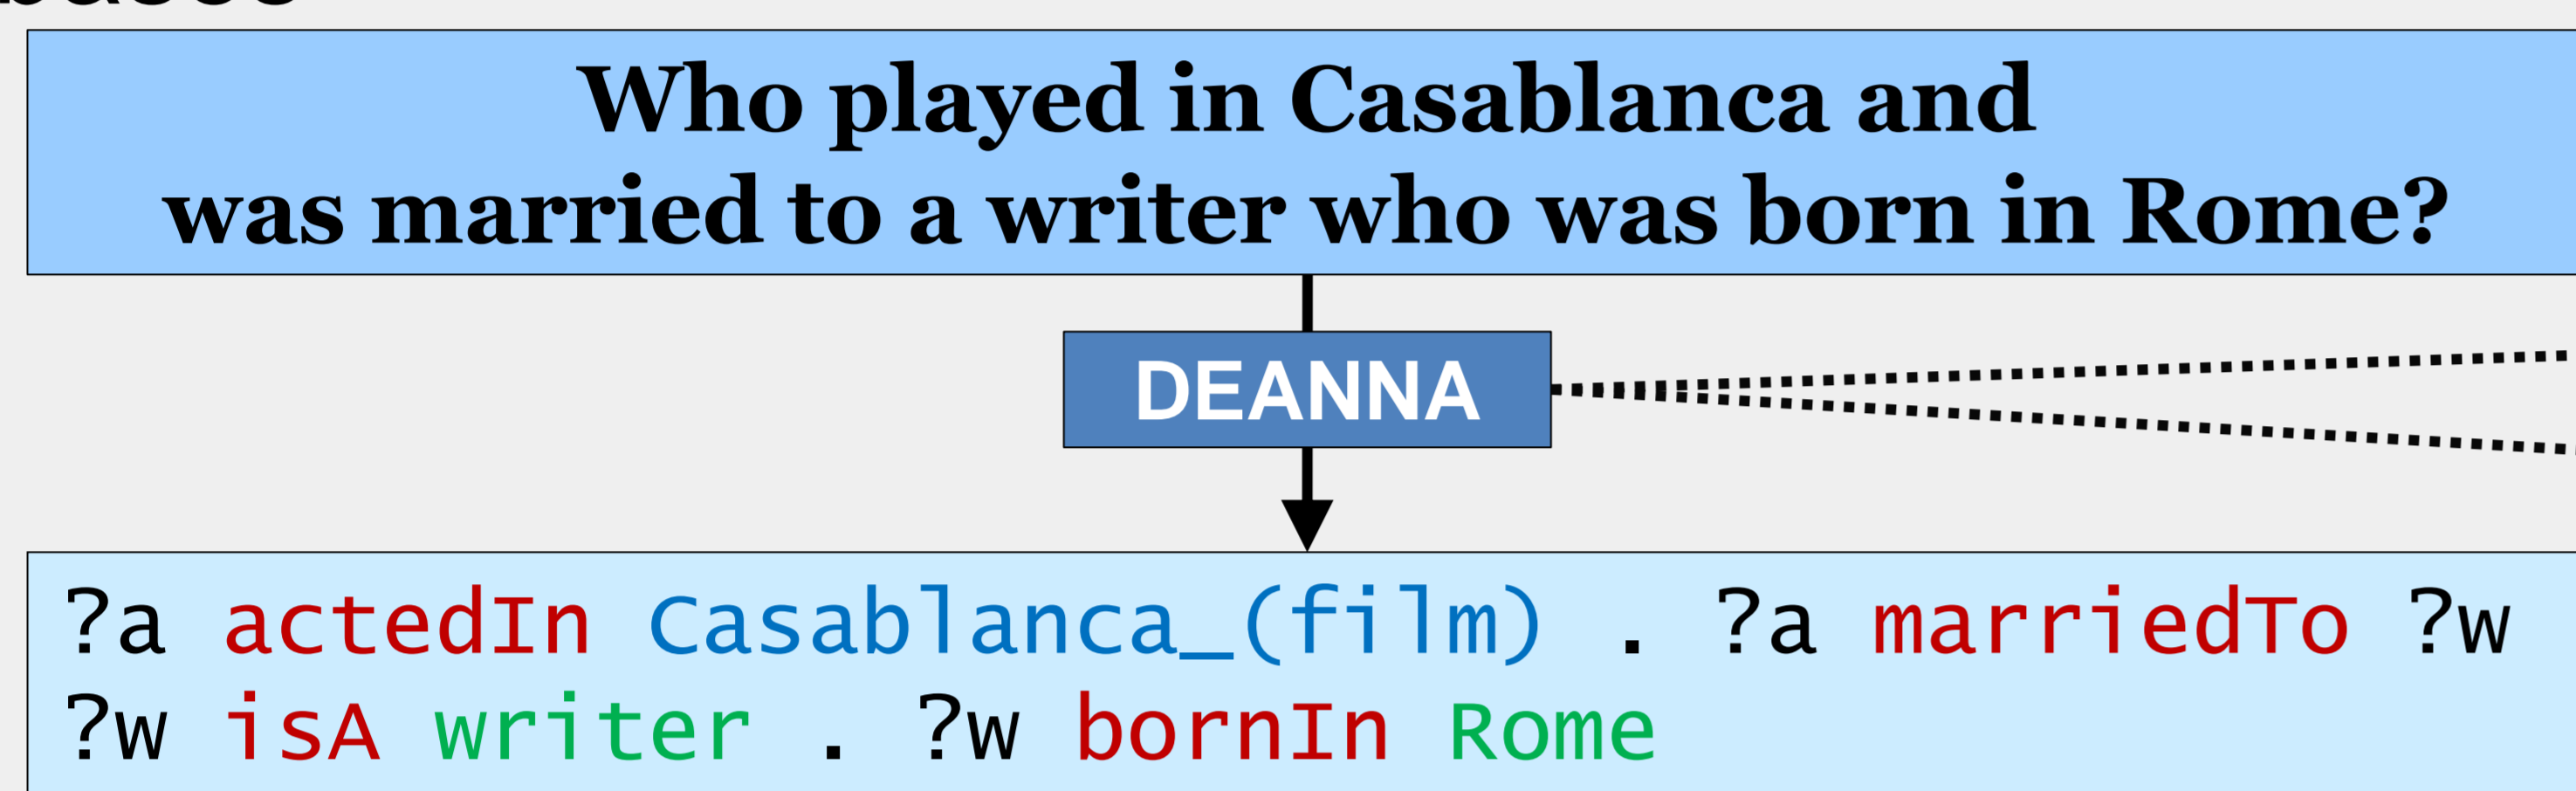 Who played in Casablanca and
was married to a writer who was born in Rome?
DEANNA
?a actedIn Casablanca_(film) . ?a marriedTo ?w
?w isA writer . ?w bornIn Rome